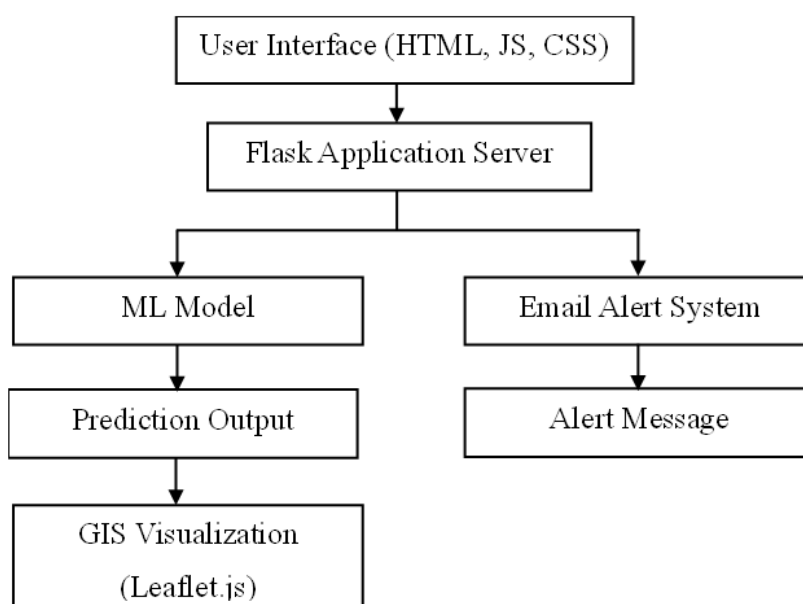 User Interface (HTML, JS, CSS)
Flask Application Server
ML Model
Email Alert System
Prediction Output
Alert Message
GIS Visualization
(Leaflet.js)